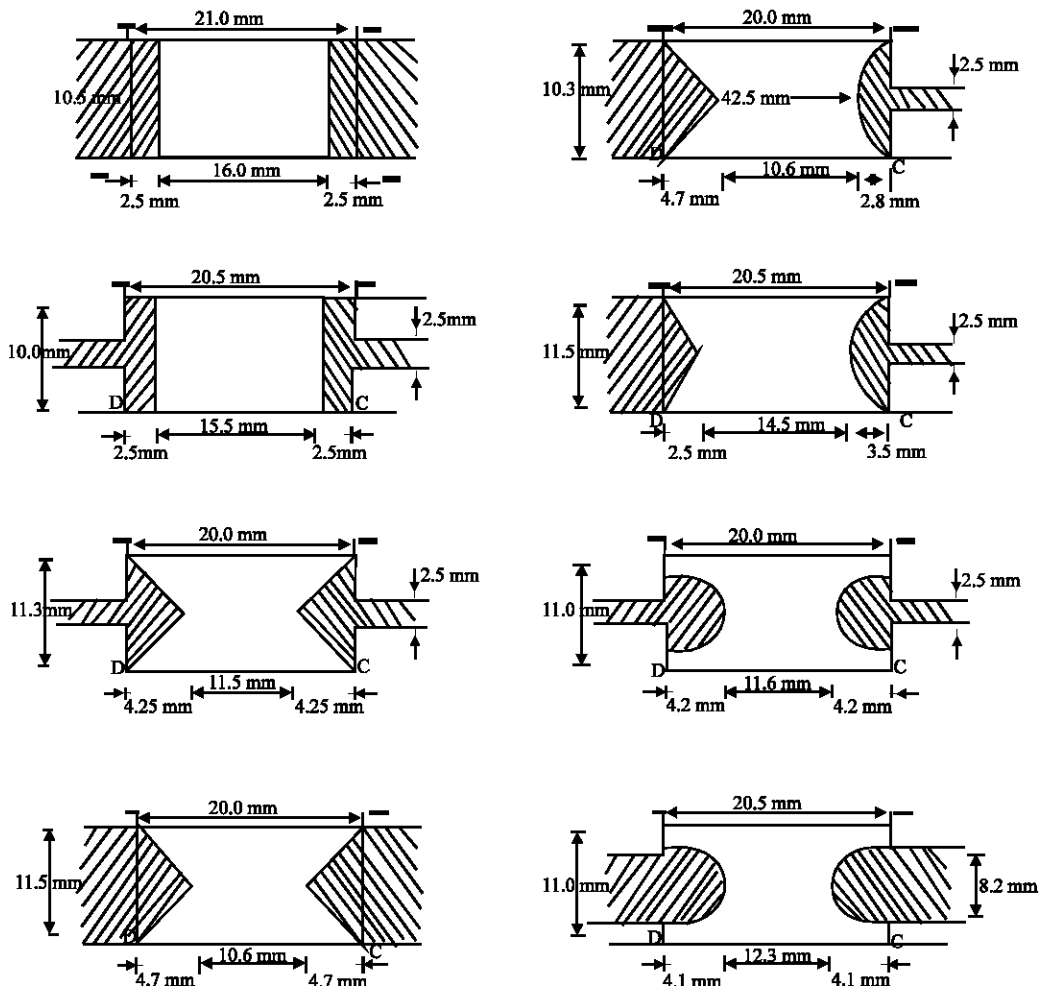 21.0 mm
10.5mm
16.0 mm
2.5 mm
2.5 mm
20.0 mm
2.5 mm
10.3 mm
42.5 mm
D
C
10.6 mm
4.7 mm
2.8 mm
20.5 mm
2.5mm
10.0mm
D
C
15.5 mm
2.5mm
2.5mm
20.5 mm
2.5 mm
11.5 mm
D
C
14.5 mm
2.5 mm
3.5 mm
20.0 mm
2.5 mm
11.3mm
D
C
11.5 mm
4.25 mm
4.25 mm
20.0 mm
2.5 mm
11.0 mm
D
C
11.6 mm
4.2 mm
4.2 mm
20.0 mm
11.5 mm
D
C
10.6 mm
4.7 mm
4.7 mm
20.5 mm
11.0 mm
8.2 mm
D
C
12.3 mm
4.1 mm
4.1 mm